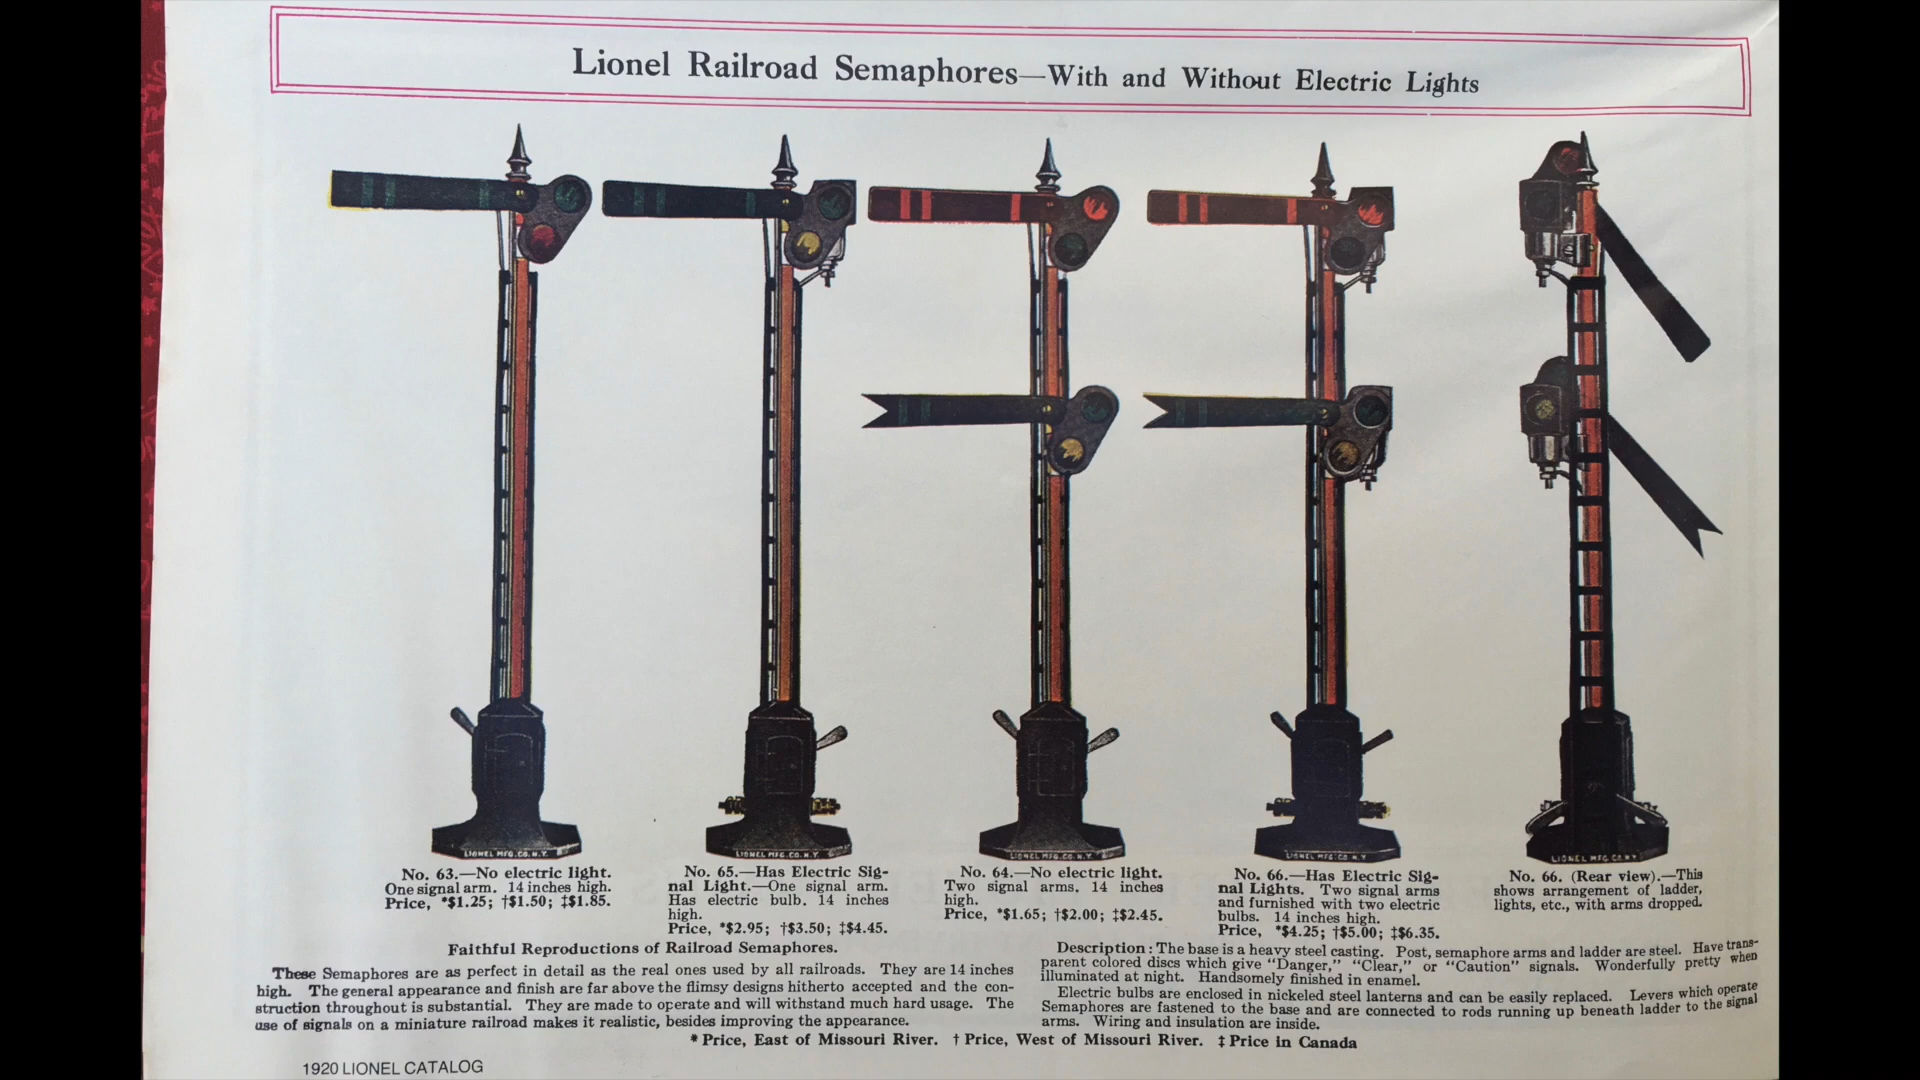 Lionel Railroad Semaphores—With and Without Electric Lights
LIONEL MFG. CO. N.Y.
LIONEL MFG. CO. N.Y.
LIONEL MFG. CO. N.Y.
LIONEL MFG. CO. N.Y.
LIONEL MFG. CO. N.Y.
No. 63.—No electric light.
One signal arm. 14 inches high.
Price, *$1.25; †$1.50; ‡$1.85.
No. 65.—Has Electric Sig-
nal Light.—One signal arm.
Has electric bulb. 14 inches
high.
Price, *$2.95; †$3.50; ‡$4.45.
No. 64.—No electric light.
Two signal arms. 14 inches
high.
Price, *$1.65; †$2.00; ‡$2.45.
No. 66.—Has Electric Sig-
nal Lights. Two signal arms
and furnished with two electric
bulbs. 14 inches high.
Price, *$4.25; †$5.00; ‡$6.35.
No. 66. (Rear view).—This
shows arrangement of ladder,
lights, etc., with arms dropped.
Faithful Reproductions of Railroad Semaphores.
These Semaphores are as perfect in detail as the real ones used by all railroads. They are 14 inches
high. The general appearance and finish are far above the flimsy designs hitherto accepted and the con-
struction throughout is substantial. They are made to operate and will withstand much hard usage. The
use of signals on a miniature railroad makes it realistic, besides improving the appearance.
Description: The base is a heavy steel casting. Post, semaphore arms and ladder are steel. Have trans-
parent colored discs which give "Danger," "Clear," or "Caution" signals. Wonderfully pretty when
illuminated at night. Handsomely finished in enamel.
Electric bulbs are enclosed in nickeled steel lanterns and can be easily replaced. Levers which operate
Semaphores are fastened to the base and are connected to rods running up beneath ladder to the signal
arms. Wiring and insulation are inside.
* Price, East of Missouri River. † Price, West of Missouri River. ‡ Price in Canada
1920 LIONEL CATALOG